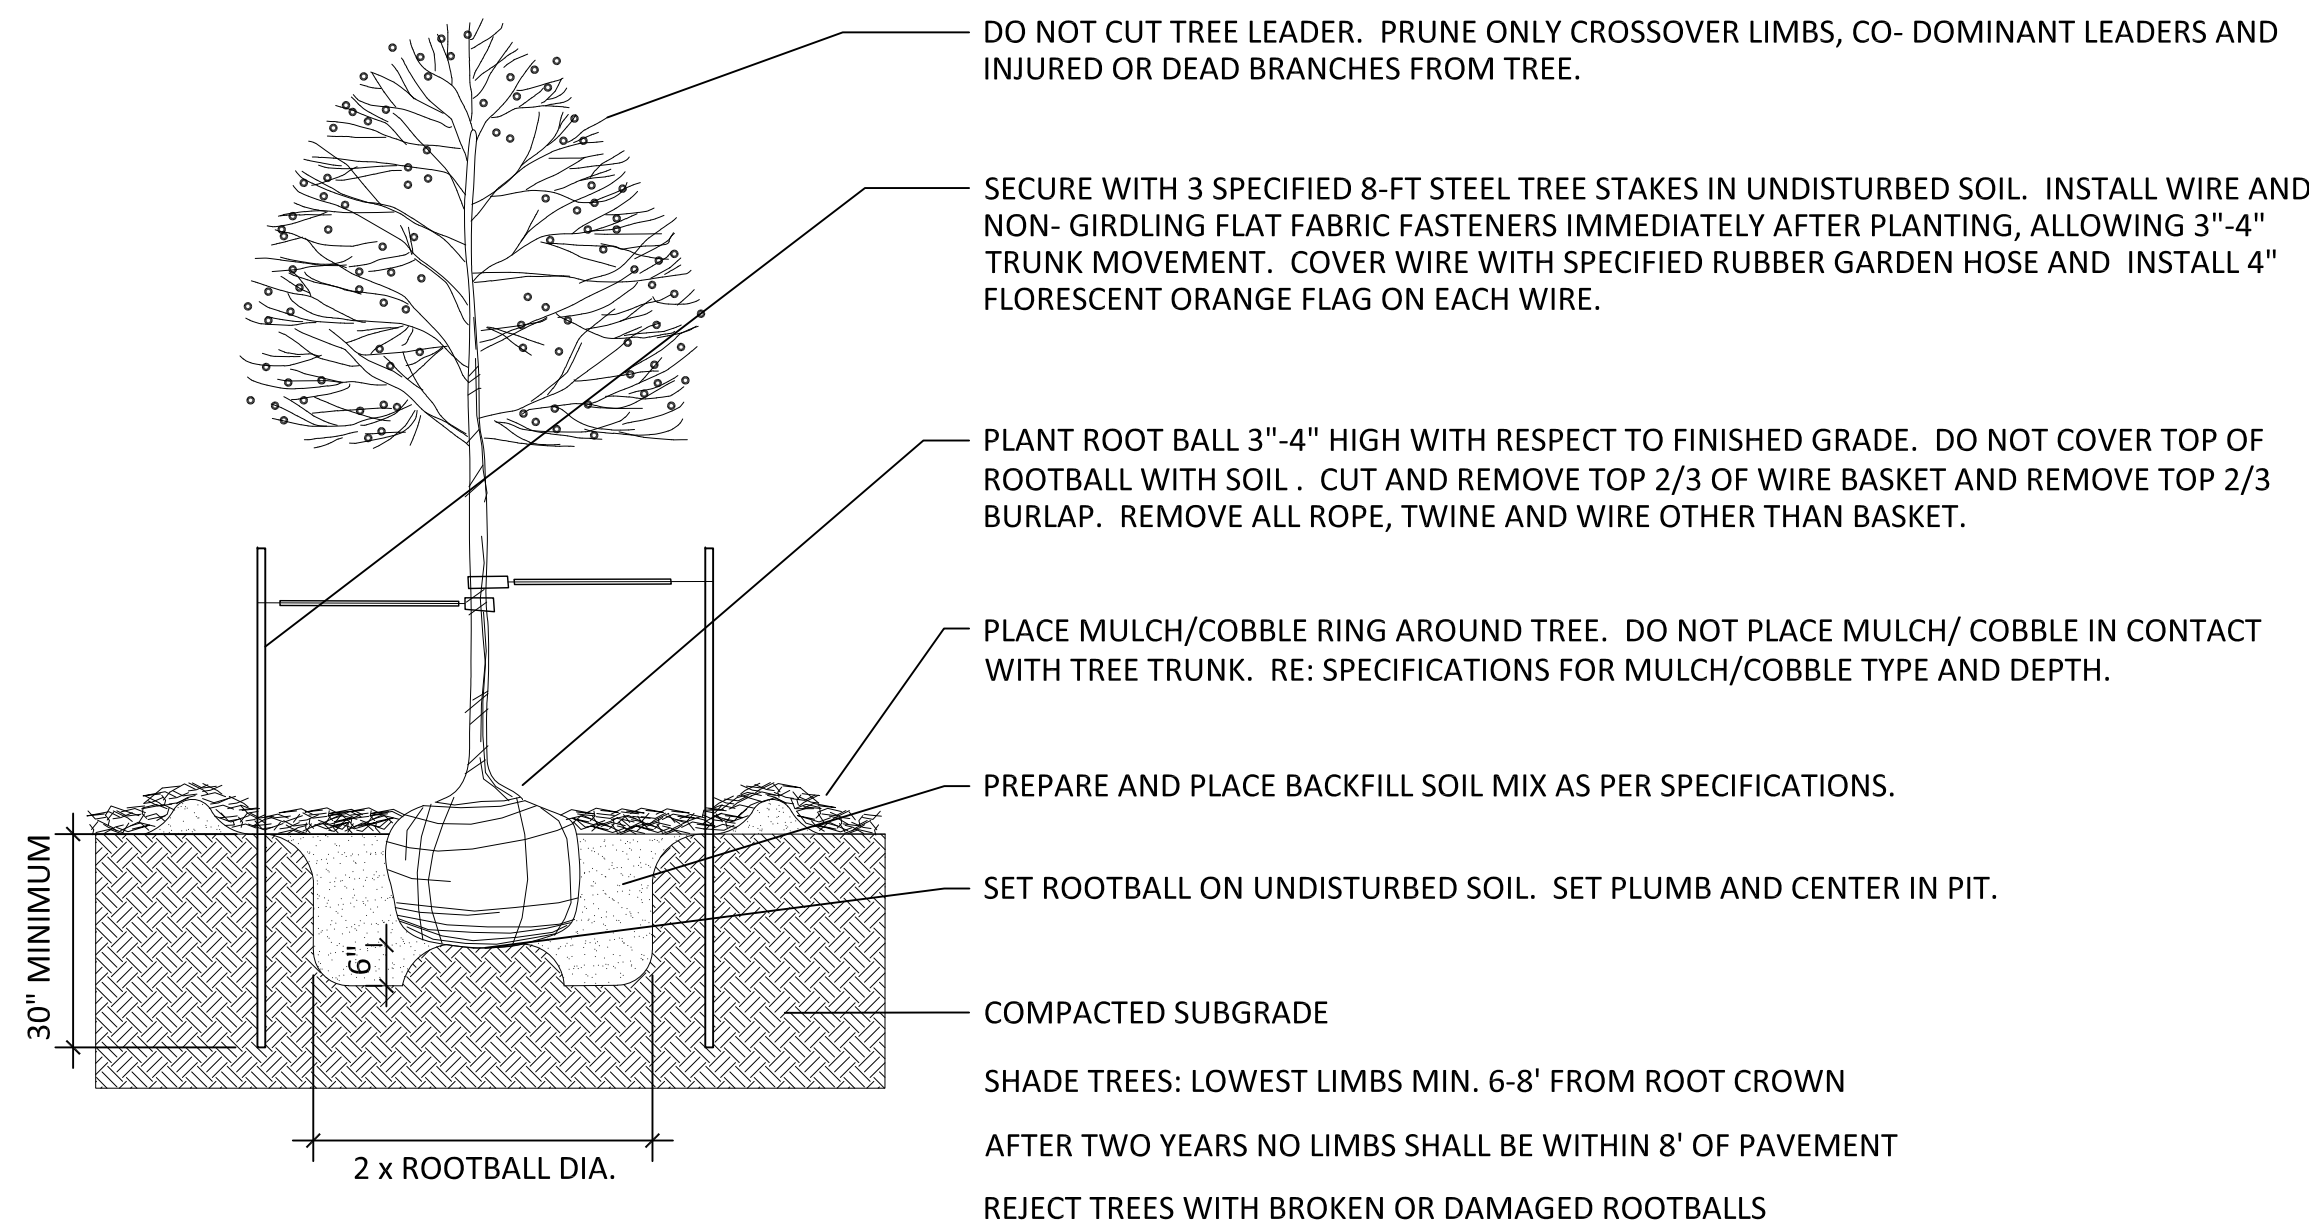 DO NOT CUT TREE LEADER.  PRUNE ONLY CROSSOVER LIMBS, CO- DOMINANT LEADERS AND
INJURED OR DEAD BRANCHES FROM TREE.
SECURE WITH 3 SPECIFIED 8-FT STEEL TREE STAKES IN UNDISTURBED SOIL.  INSTALL WIRE AND
NON- GIRDLING FLAT FABRIC FASTENERS IMMEDIATELY AFTER PLANTING, ALLOWING 3"-4"
TRUNK MOVEMENT.  COVER WIRE WITH SPECIFIED RUBBER GARDEN HOSE AND  INSTALL 4"
FLORESCENT ORANGE FLAG ON EACH WIRE.
PLANT ROOT BALL 3"-4" HIGH WITH RESPECT TO FINISHED GRADE.  DO NOT COVER TOP OF
ROOTBALL WITH SOIL .  CUT AND REMOVE TOP 2/3 OF WIRE BASKET AND REMOVE TOP 2/3
BURLAP.  REMOVE ALL ROPE, TWINE AND WIRE OTHER THAN BASKET.
PLACE MULCH/COBBLE RING AROUND TREE.  DO NOT PLACE MULCH/ COBBLE IN CONTACT
WITH TREE TRUNK.  RE: SPECIFICATIONS FOR MULCH/COBBLE TYPE AND DEPTH.
PREPARE AND PLACE BACKFILL SOIL MIX AS PER SPECIFICATIONS.
SET ROOTBALL ON UNDISTURBED SOIL.  SET PLUMB AND CENTER IN PIT.
COMPACTED SUBGRADE
SHADE TREES: LOWEST LIMBS MIN. 6-8' FROM ROOT CROWN
AFTER TWO YEARS NO LIMBS SHALL BE WITHIN 8' OF PAVEMENT
REJECT TREES WITH BROKEN OR DAMAGED ROOTBALLS
30" MINIMUM
6"
2 x ROOTBALL DIA.